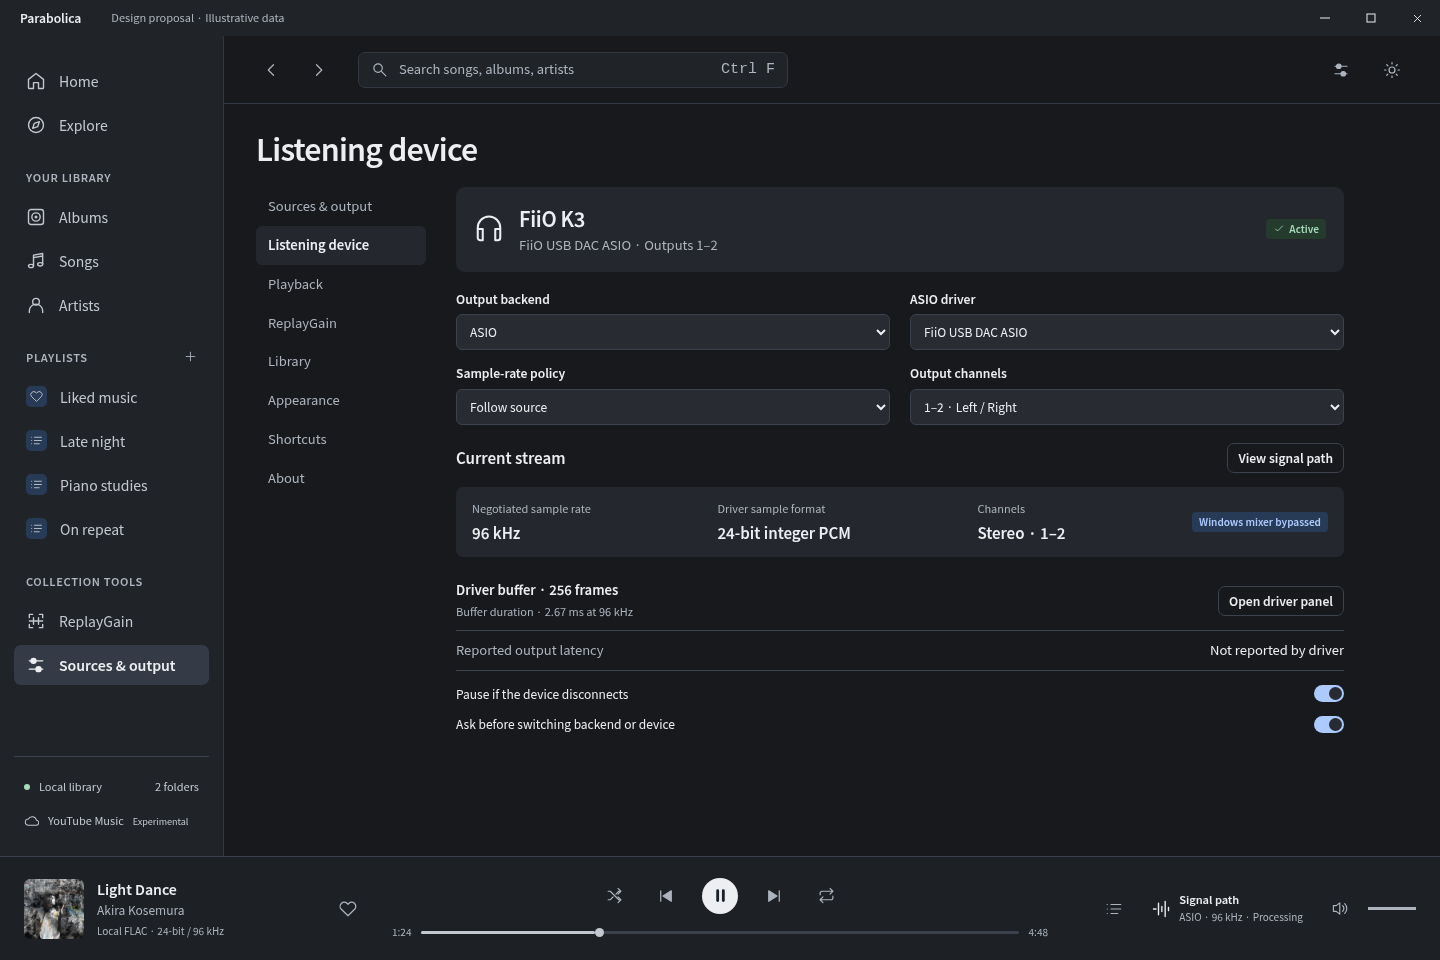 Parabolica
Design proposal · Illustrative data
Search songs, albums, artists
Ctrl F
Home
Explore
YOUR LIBRARY
Albums
Songs
Artists
PLAYLISTS
Liked music
Late night
Piano studies
On repeat
COLLECTION TOOLS
ReplayGain
Sources & output
Local library
2 folders
YouTube Music
Experimental
Listening device
Sources & output
Listening device
Playback
ReplayGain
Library
Appearance
Shortcuts
About
FiiO K3
FiiO USB DAC ASIO · Outputs 1–2
Active
Output backend
ASIO
ASIO driver
FiiO USB DAC ASIO
Sample-rate policy
Follow source
Output channels
1–2 · Left / Right
Current stream
View signal path
Negotiated sample rate
96 kHz
Driver sample format
24-bit integer PCM
Channels
Stereo · 1–2
Windows mixer bypassed
Driver buffer · 256 frames
Buffer duration · 2.67 ms at 96 kHz
Open driver panel
Reported output latency
Not reported by driver
Pause if the device disconnects
Ask before switching backend or device
Light Dance
Akira Kosemura
Local FLAC · 24-bit / 96 kHz
1:24
4:48
Signal path
ASIO · 96 kHz · Processing